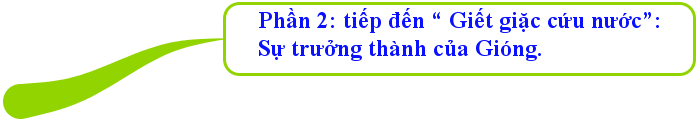 Phần 2: tiếp đến “ Giết giặc cứu nước”:
Sự trưởng thành của Gióng.